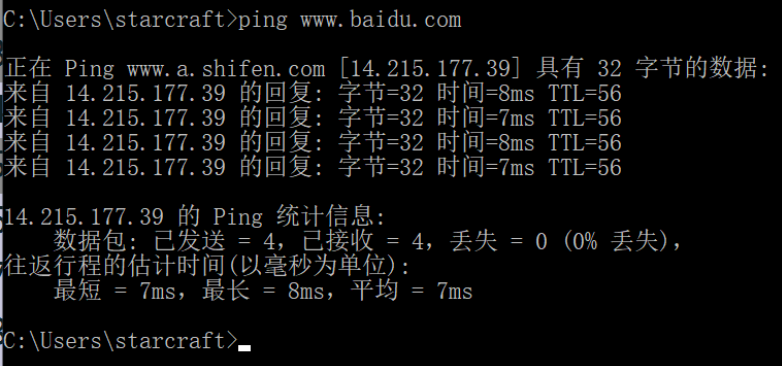 C:\Users\starcraft>ping www.baidu.com
正在 Ping www.a.shifen.com [14.215.177.39] 具有 32 字节的数据:
来自 14.215.177.39 的回复: 字节=32 时间=8ms TTL=56
来自 14.215.177.39 的回复: 字节=32 时间=7ms TTL=56
来自 14.215.177.39 的回复: 字节=32 时间=8ms TTL=56
来自 14.215.177.39 的回复: 字节=32 时间=7ms TTL=56
14.215.177.39 的 Ping 统计信息:
数据包: 已发送 = 4，已接收 = 4，丢失 = 0 (0% 丢失)，
往返行程的估计时间(以毫秒为单位):
最短 = 7ms，最长 = 8ms，平均 = 7ms
C:\Users\starcraft>